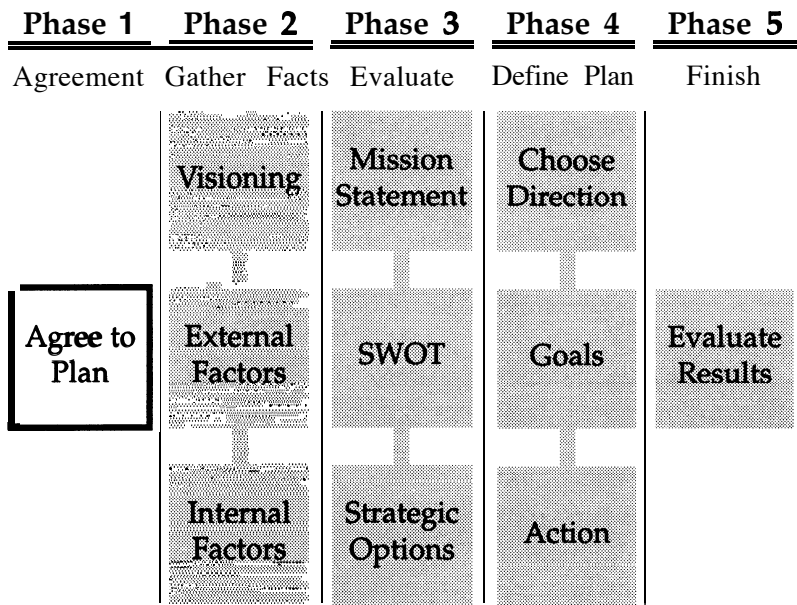 Phase 1 Phase 2 Phase 3 Phase 4 Phase 5
Agreement Gather Facts Evaluate Define Plan Finish
Visioning
Mission
Statement
Choose
Direction
Agree to
Plan
External
Factors
SWOT
Goals
Evaluate
Results
Internal
Factors
Strategic
Options
Action